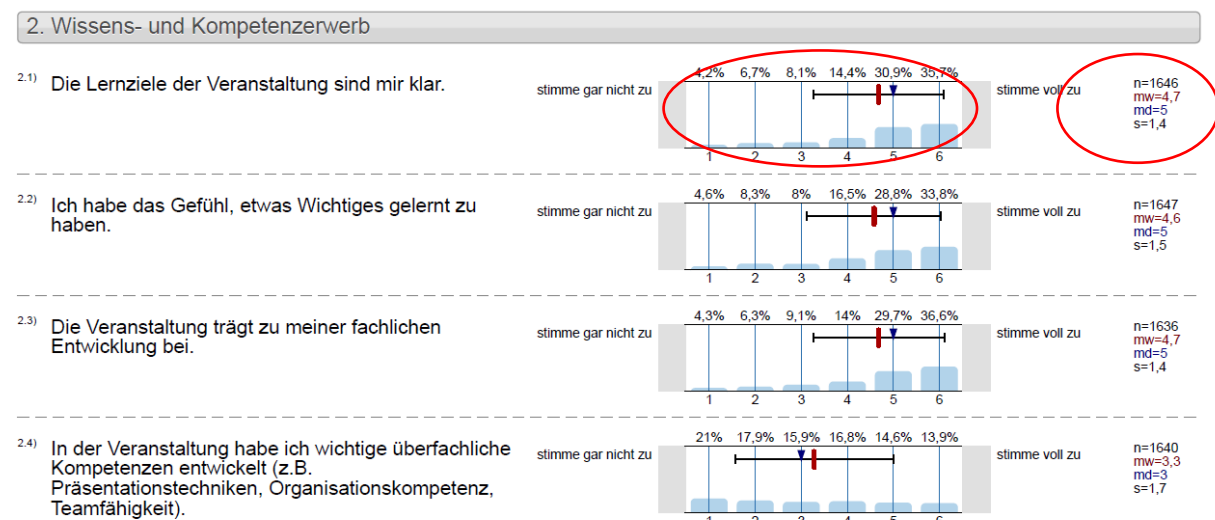 2. Wissens- und Kompetenzerwerb
2.1) Die Lernziele der Veranstaltung sind mir klar.
stimme gar nicht zu
4,2% 6,7% 8,1% 14,4% 30,9% 35,7%
1 2 3 4 5 6
stimme voll zu
n=1646
mw=4,7
md=5
s=1,4
2.2) Ich habe das Gefühl, etwas Wichtiges gelernt zu
haben.
stimme gar nicht zu
4,6% 8,3% 8% 16,5% 28,8% 33,8%
1 2 3 4 5 6
stimme voll zu
n=1647
mw=4,6
md=5
s=1,5
2.3) Die Veranstaltung trägt zu meiner fachlichen
Entwicklung bei.
stimme gar nicht zu
4,3% 6,3% 9,1% 14% 29,7% 36,6%
1 2 3 4 5 6
stimme voll zu
n=1636
mw=4,7
md=5
s=1,4
2.4) In der Veranstaltung habe ich wichtige überfachliche
Kompetenzen entwickelt (z.B.
Präsentationstechniken, Organisationskompetenz,
Teamfähigkeit).
stimme gar nicht zu
21% 17,9% 15,9% 16,8% 14,6% 13,9%
1 2 3 4 5 6
stimme voll zu
n=1640
mw=3,3
md=3
s=1,7